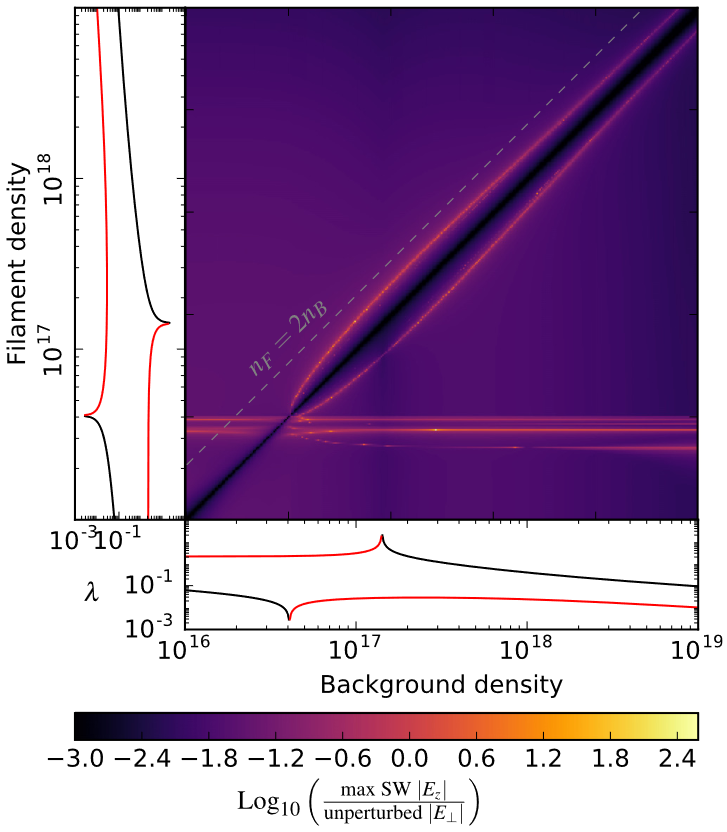 Filament density
10^18
10^17
n_F = 2n_B
10^-3 10^-1
λ
10^-1
10^-3
10^16 10^17 10^18 10^19
Background density
−3.0 −2.4 −1.8 −1.2 −0.6 0.0 0.6 1.2 1.8 2.4
Log_10 ( max SW |E_z| / unperturbed |E_⊥| )